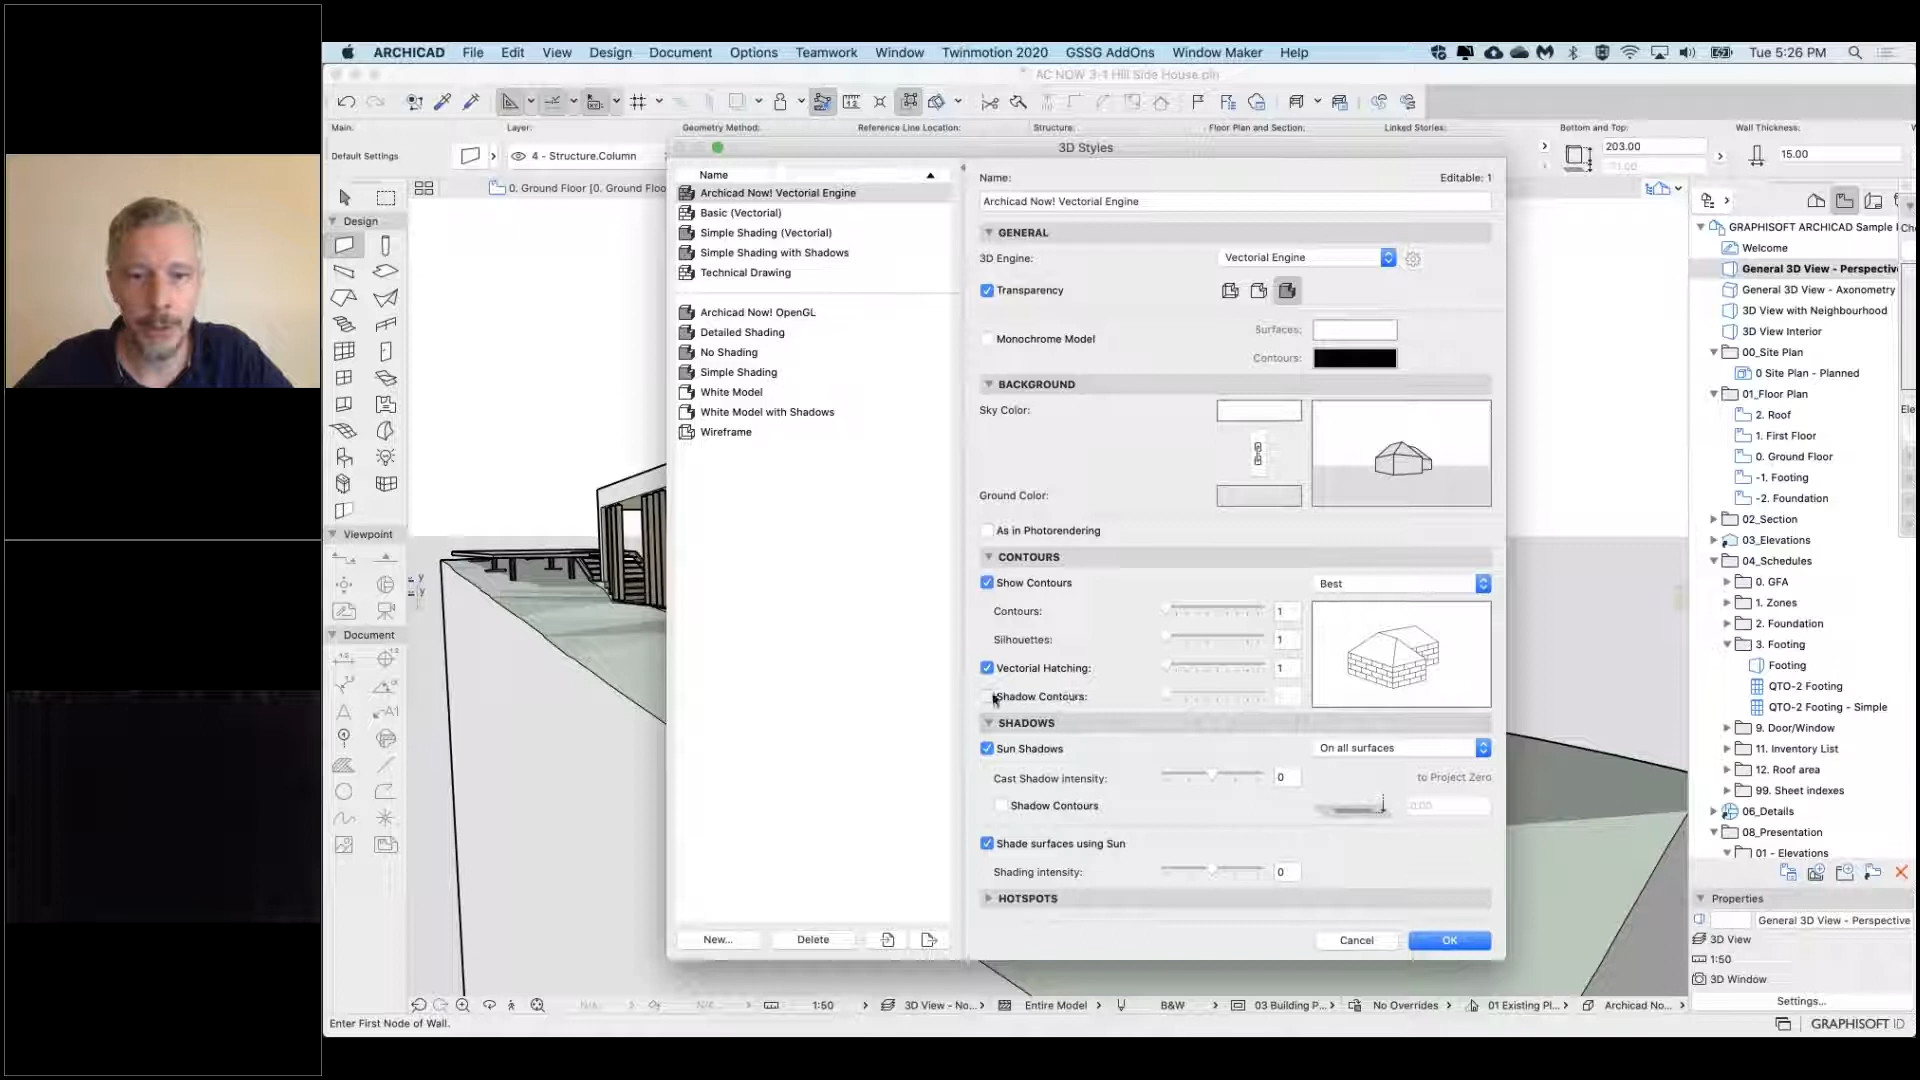 ARCHICAD File Edit View Design Document Options Teamwork Window Twinmotion 2020 GSSG AddOns Window Maker Help
Tue 5:26 PM
AC NOW 3-1 Hill Side House.pln
Main:
Layer:
Geometry Method:
Reference Line Location:
Structure:
Floor Plan and Section:
Linked Stories:
Bottom and Top:
Wall Thickness:
Default Settings
4 - Structure.Column
203.00
15.00
0. Ground Floor [0. Ground Floo
Design
Viewpoint
Document
3D Styles
Name
Archicad Now! Vectorial Engine
Basic (Vectorial)
Simple Shading (Vectorial)
Simple Shading with Shadows
Technical Drawing
Archicad Now! OpenGL
Detailed Shading
No Shading
Simple Shading
White Model
White Model with Shadows
Wireframe
New...
Delete
Name:
Editable: 1
Archicad Now! Vectorial Engine
GENERAL
3D Engine:
Vectorial Engine
Transparency
Monochrome Model
Surfaces:
Contours:
BACKGROUND
Sky Color:
Ground Color:
As in Photorendering
CONTOURS
Show Contours
Best
Contours:
1
Silhouettes:
1
Vectorial Hatching:
1
Shadow Contours:
SHADOWS
Sun Shadows
On all surfaces
Cast Shadow intensity:
0
to Project Zero
Shadow Contours
0.00
Shade surfaces using Sun
Shading intensity:
0
HOTSPOTS
Cancel
OK
GRAPHISOFT ARCHICAD Sample
Welcome
General 3D View - Perspectiv
General 3D View - Axonometry
3D View with Neighbourhood
3D View Interior
00_Site Plan
0 Site Plan - Planned
01_Floor Plan
2. Roof
1. First Floor
0. Ground Floor
-1. Footing
-2. Foundation
02_Section
03_Elevations
04_Schedules
0. GFA
1. Zones
2. Foundation
3. Footing
Footing
QTO-2 Footing
QTO-2 Footing - Simple
9. Door/Window
11. Inventory List
12. Roof area
99. Sheet indexes
06_Details
08_Presentation
01 - Elevations
Properties
General 3D View - Perspective
3D View
1:50
3D Window
Settings...
N/A
N/A
1:50
3D View - No...
Entire Model
B&W
03 Building P...
No Overrides
01 Existing Pl...
Archicad No...
Enter First Node of Wall.
GRAPHISOFT ID